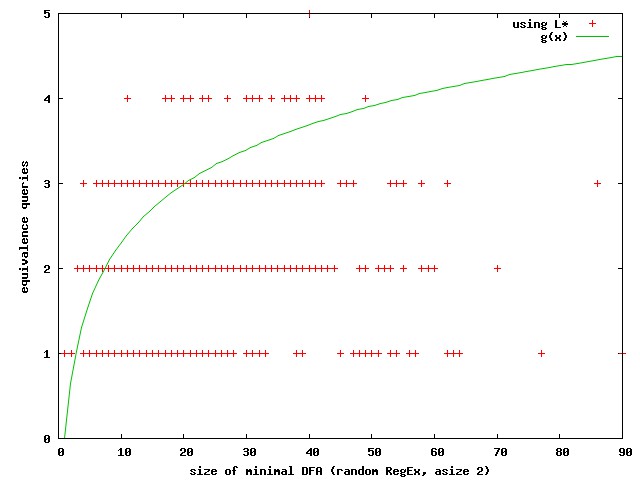 5
using L*
g(x)
4
3
2
1
0
equivalence queries
0 10 20 30 40 50 60 70 80 90
size of minimal DFA (random RegEx, asize 2)